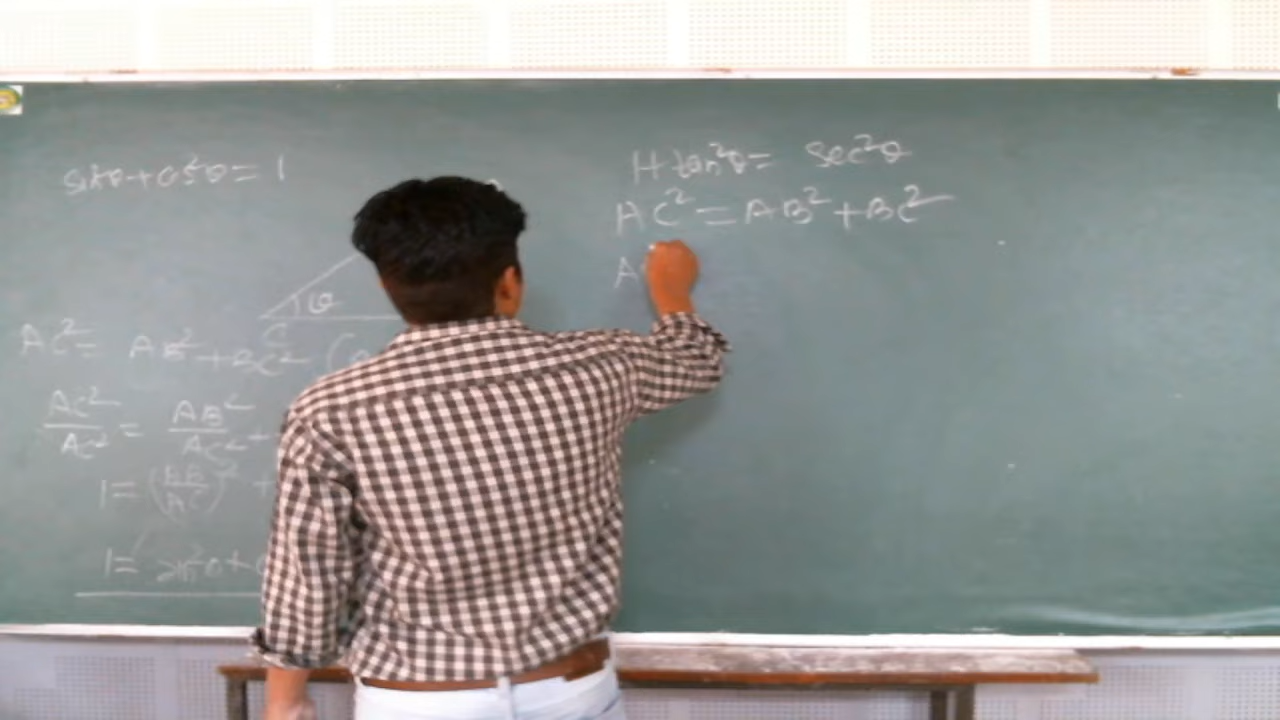 sin²θ+cos²θ=1
θ
C
AC²= AB²+BC²
AC²/AC² = AB²/AC² +
1=(AB/AC)² +
1= sin²θ+
1+tan²θ= sec²θ
AC²=AB²+BC²
A